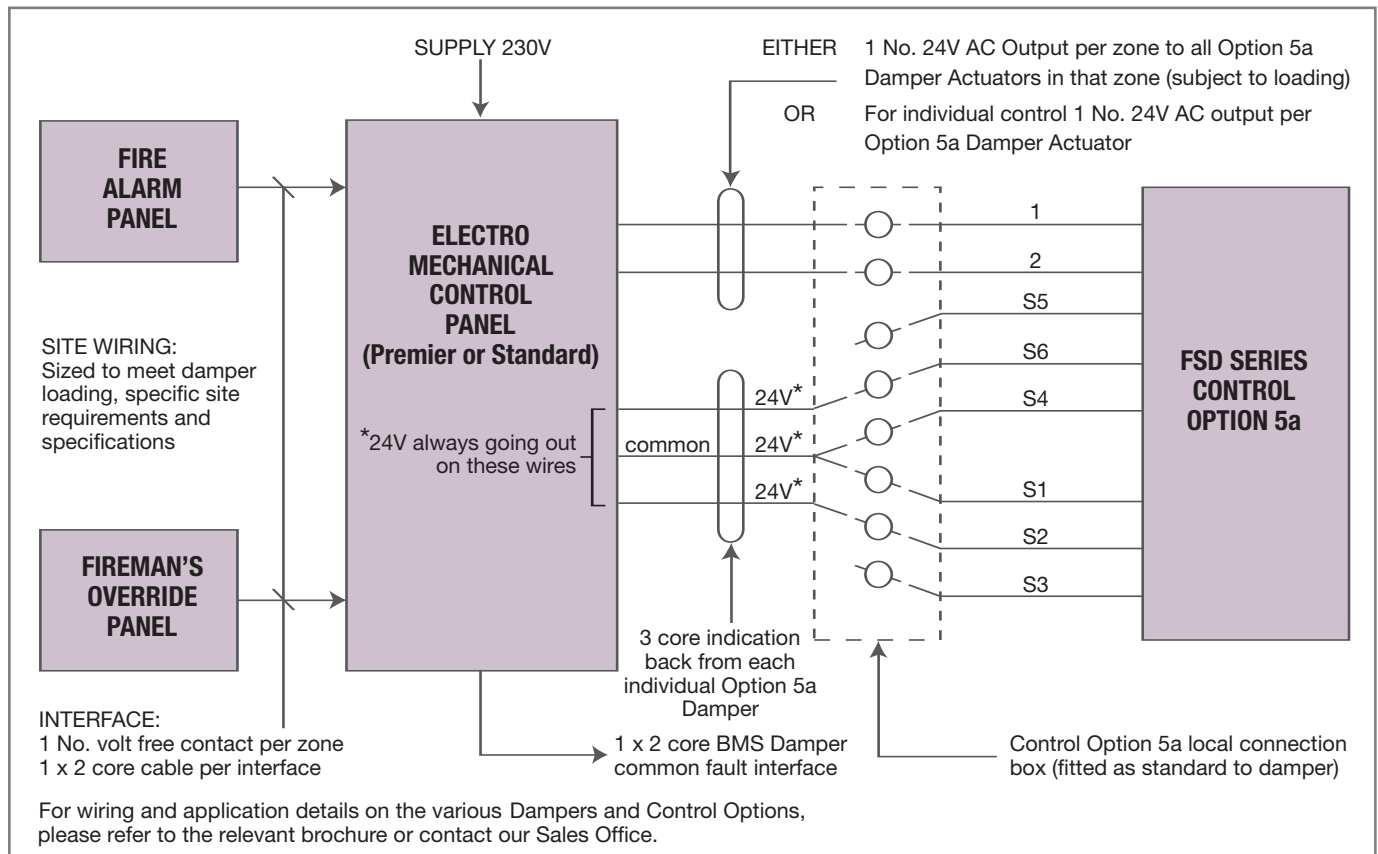 SUPPLY 230V
EITHER 1 No. 24V AC Output per zone to all Option 5a
Damper Actuators in that zone (subject to loading)
OR For individual control 1 No. 24V AC output per
Option 5a Damper Actuator
FIRE
ALARM
PANEL
ELECTRO
MECHANICAL
CONTROL
PANEL
(Premier or Standard)
*24V always going out
on these wires
SITE WIRING:
Sized to meet damper
loading, specific site
requirements and
specifications
FIREMAN'S
OVERRIDE
PANEL
INTERFACE:
1 No. volt free contact per zone
1 x 2 core cable per interface
24V*
common 24V*
24V*
1
2
S5
S6
S4
S1
S2
S3
FSD SERIES
CONTROL
OPTION 5a
3 core indication
back from each
individual Option 5a
Damper
1 x 2 core BMS Damper
common fault interface
Control Option 5a local connection
box (fitted as standard to damper)
For wiring and application details on the various Dampers and Control Options,
please refer to the relevant brochure or contact our Sales Office.